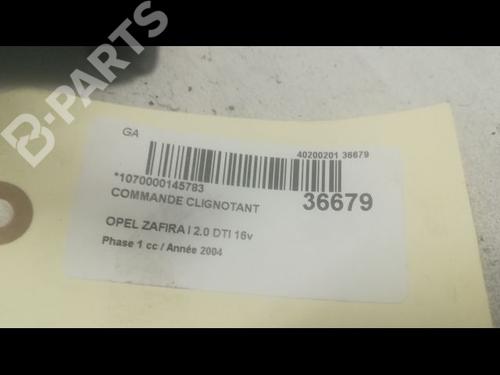 B-PARTS
GA
40200201 36679
*1070000145783
COMMANDE CLIGNOTANT
36679
OPEL ZAFIRA I 2.0 DTI 16v
Phase 1 cc / Année 2004